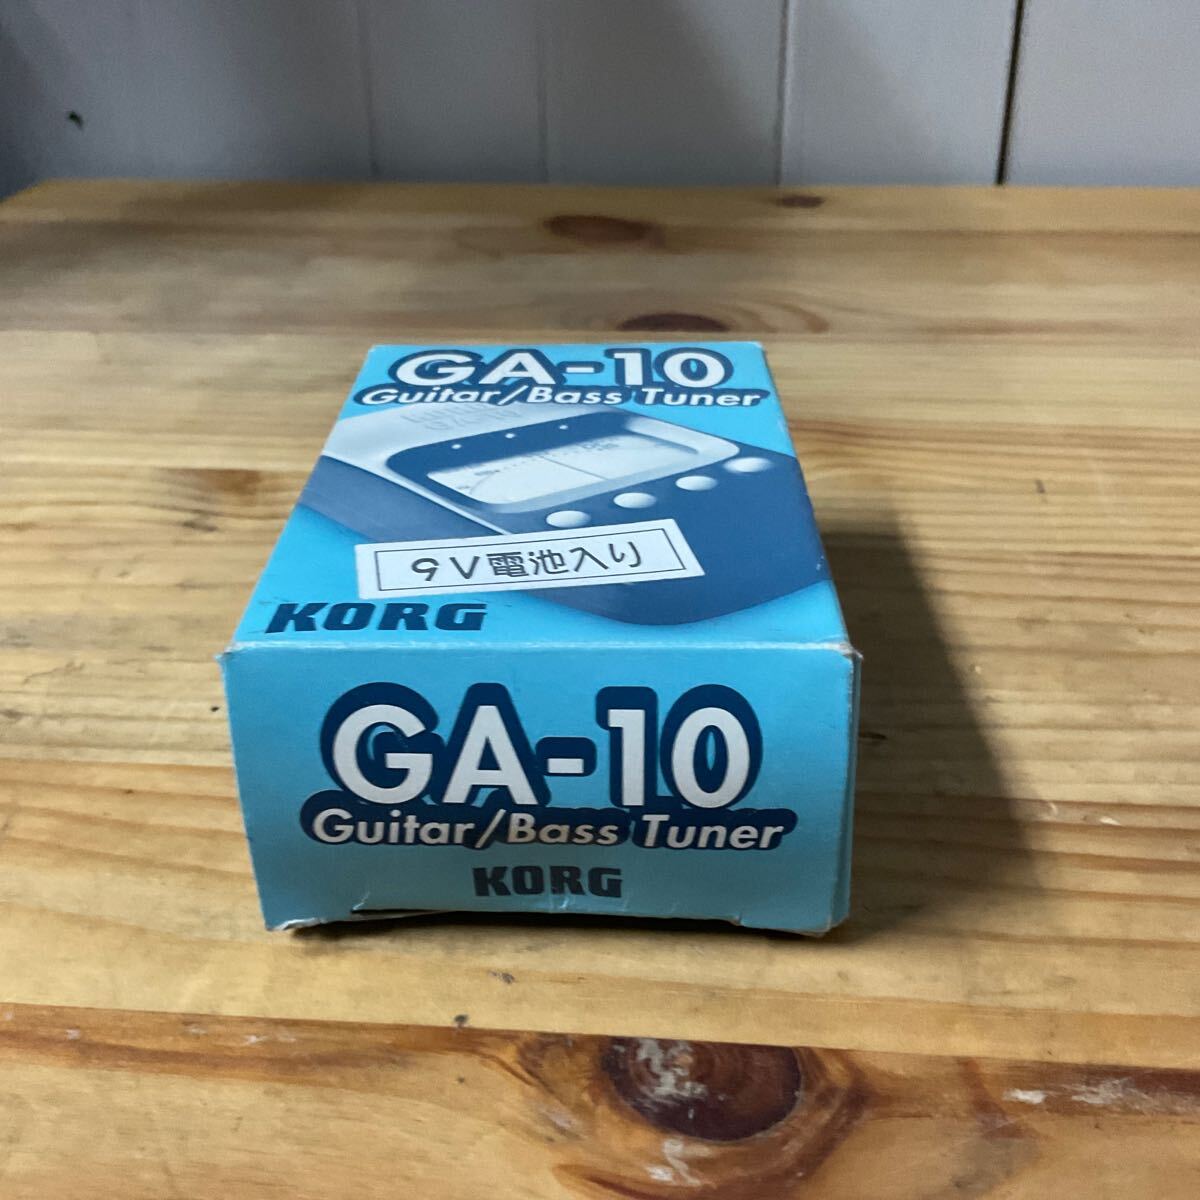 GA-10
Guitar/Bass Tuner
9V電池入り
KORG
GA-10
Guitar/Bass Tuner
KORG